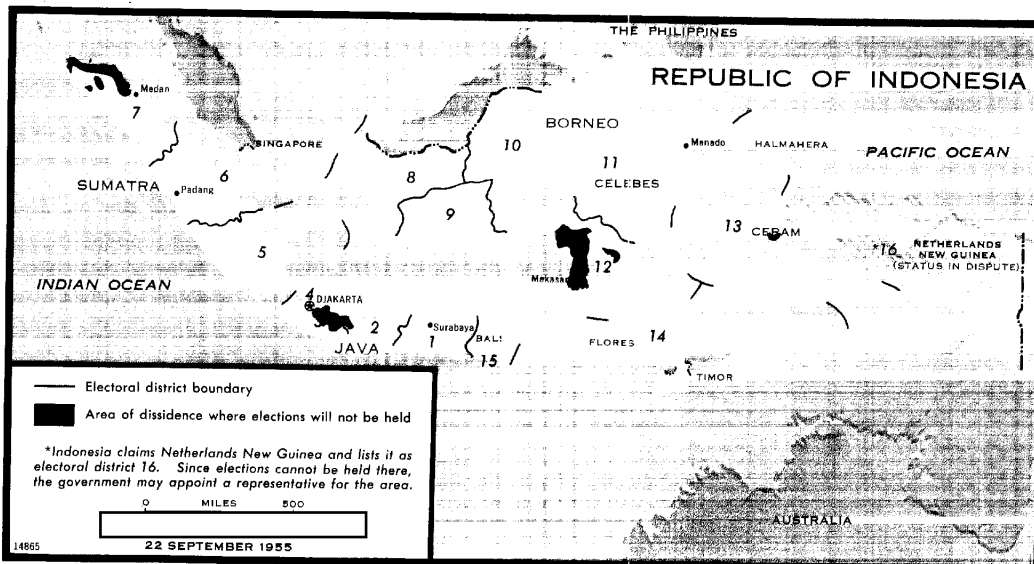 THE PHILIPPINES
REPUBLIC OF INDONESIA
Medan
7
BORNEO
SINGAPORE
10
Manado
HALMAHERA
PACIFIC OCEAN
11
6
8
CELEBES
SUMATRA
Padang
9
13
CERAM
*16
NETHERLANDS
NEW GUINEA
(STATUS IN DISPUTE)
5
12
Makasar
INDIAN OCEAN
4
DJAKARTA
3
2
Surabaya
1
BALI
JAVA
15
FLORES
14
TIMOR
Electoral district boundary
Area of dissidence where elections will not be held
*Indonesia claims Netherlands New Guinea and lists it as
electoral district 16. Since elections cannot be held there,
the government may appoint a representative for the area.
0 MILES 500
22 SEPTEMBER 1955
14865
AUSTRALIA